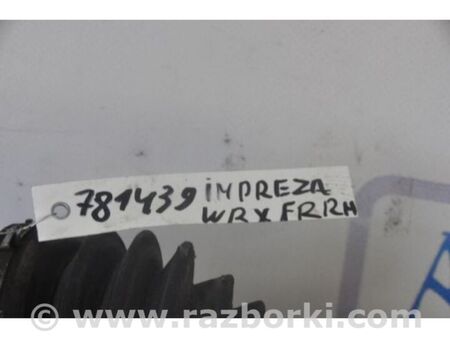 781439 IMPREZA
WRX FRRH
© www.razborki.com